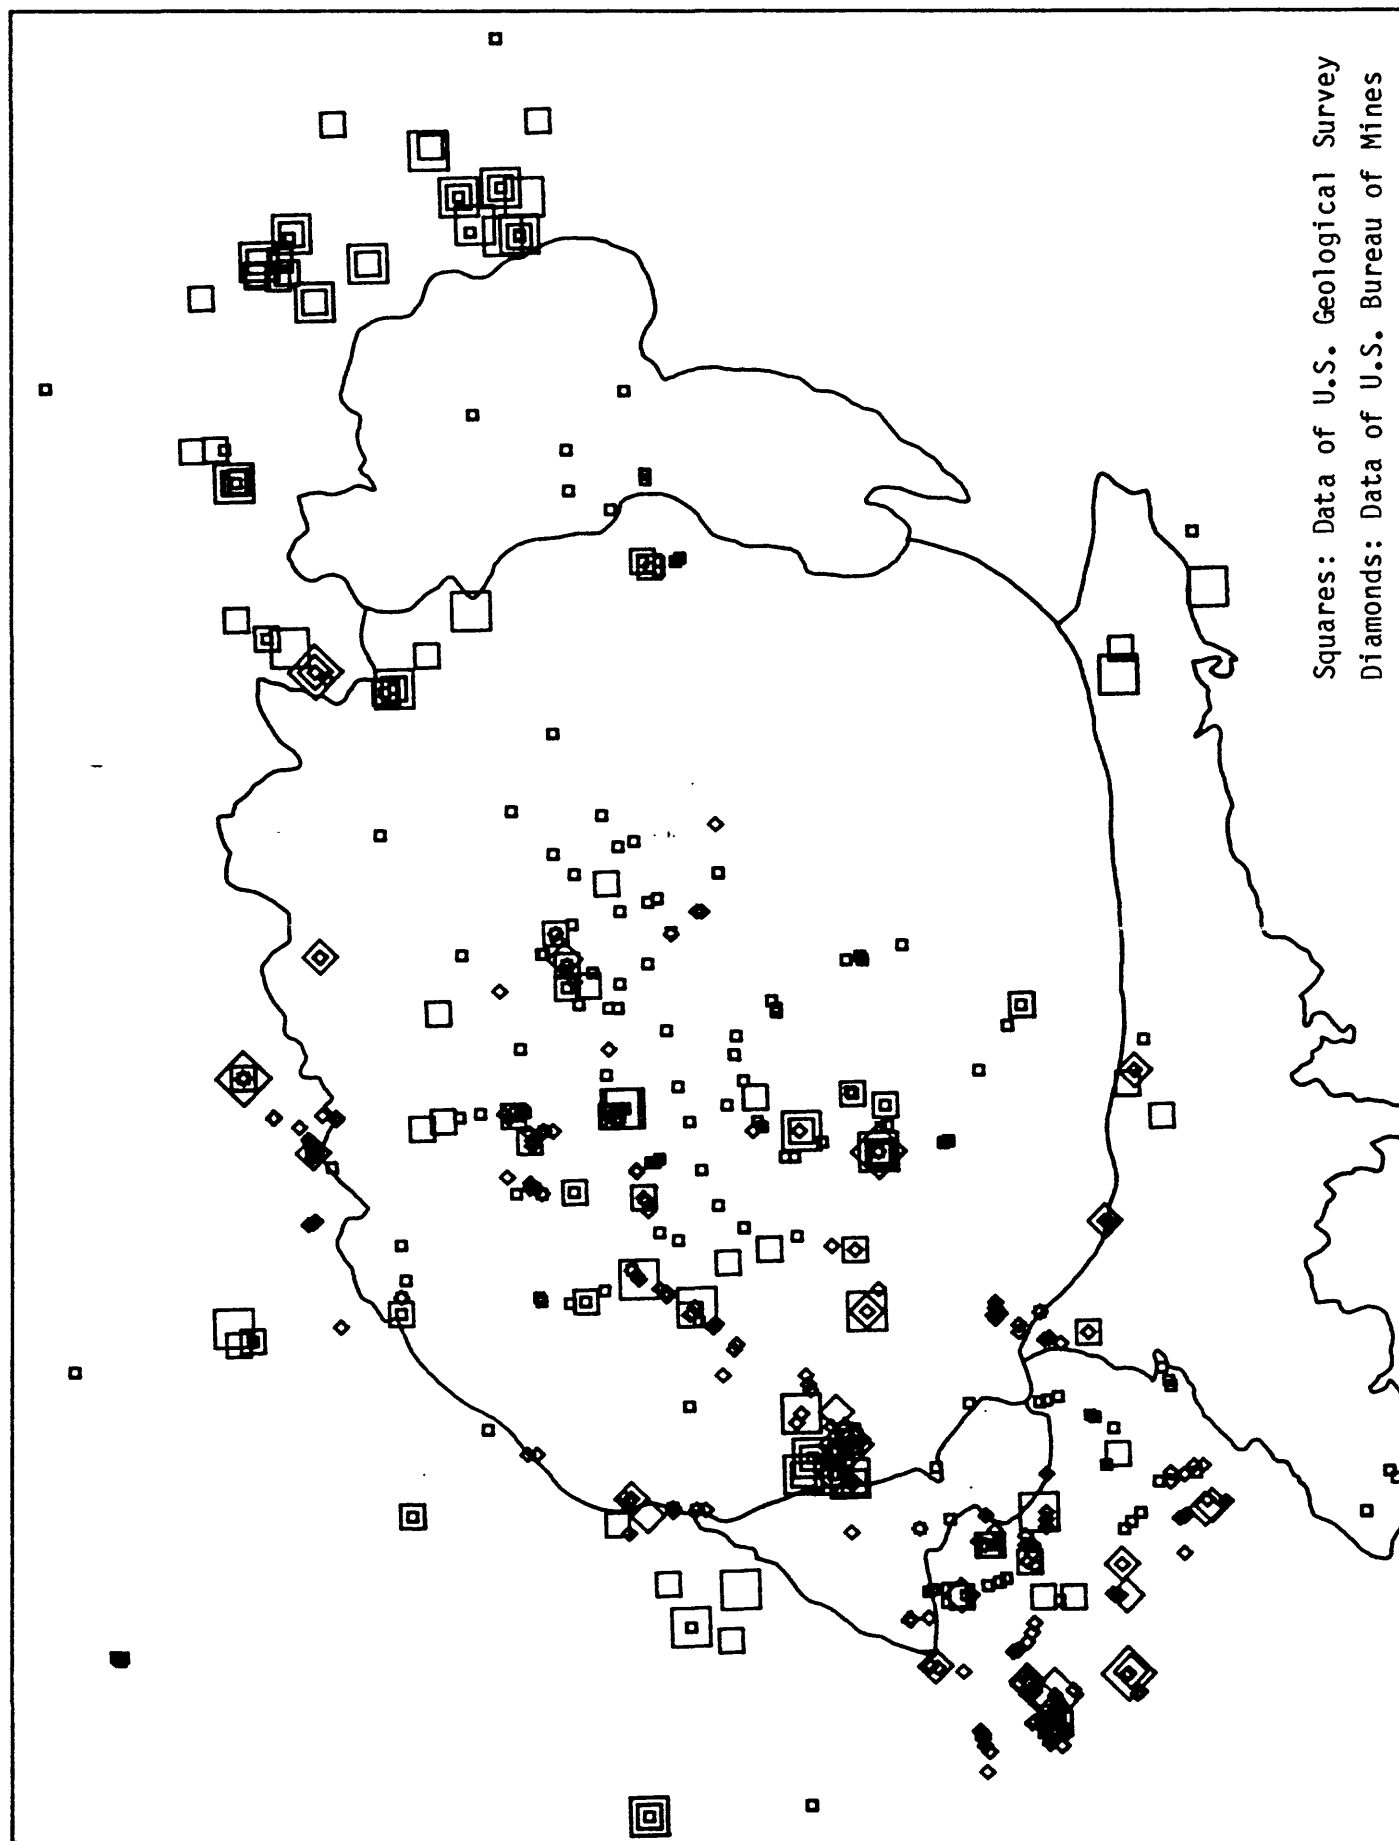 Squares: Data of U.S. Geological Survey
Diamonds: Data of U.S. Bureau of Mines